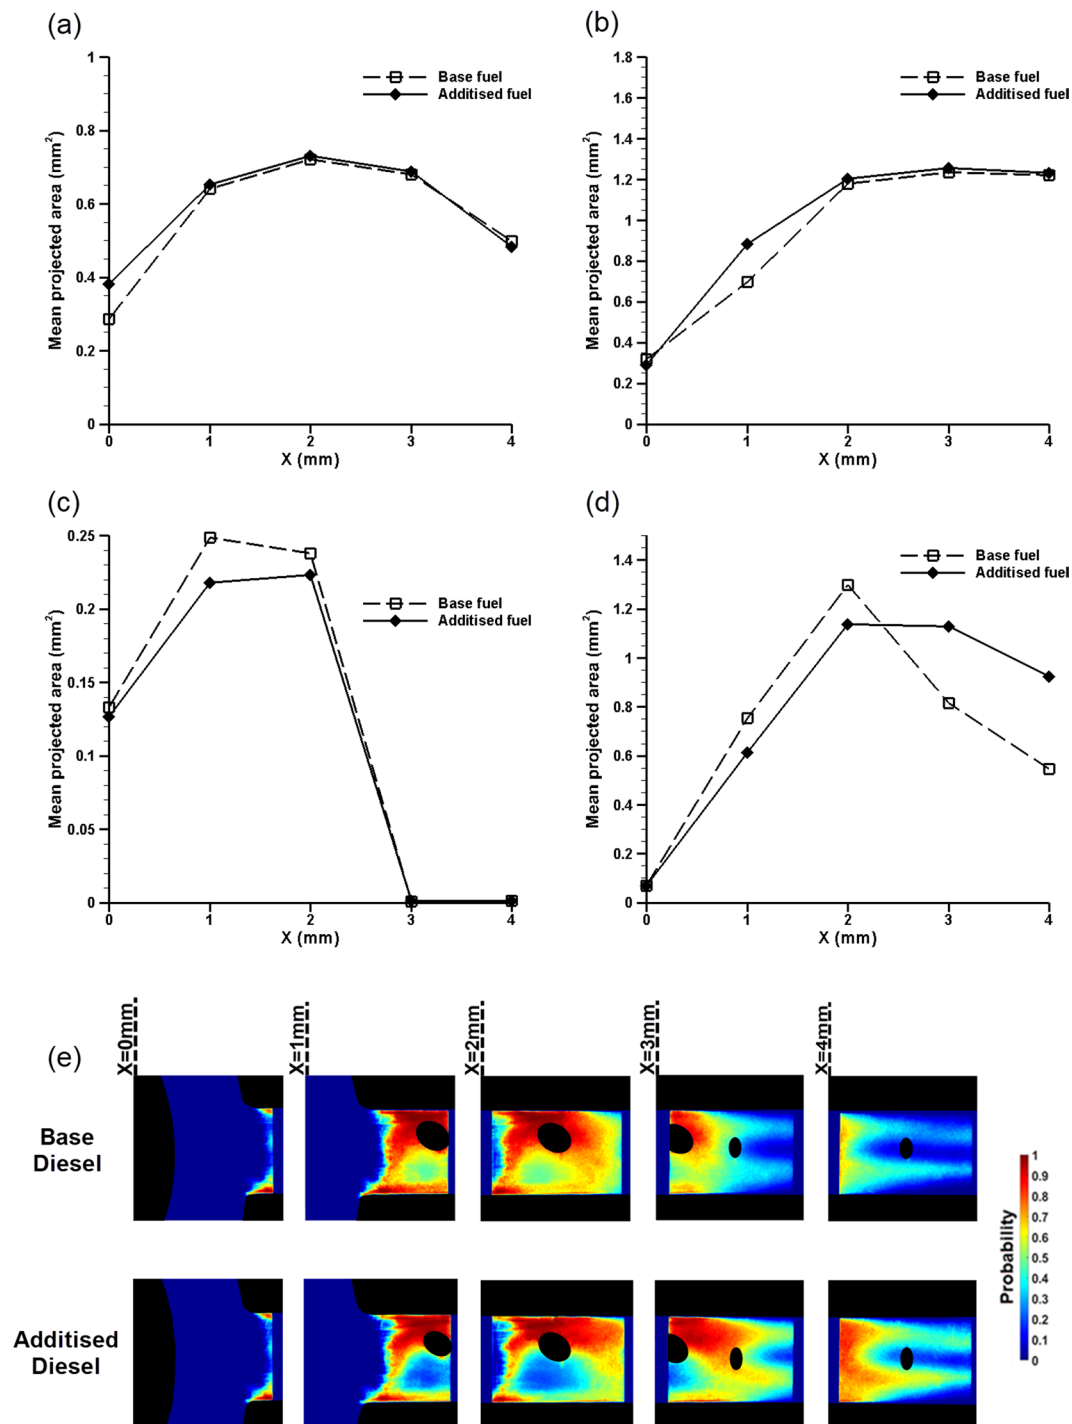 (a)
1
0.8
0.6
0.4
0.2
0
0 1 2 3 4
X (mm)
Mean projected area (mm²)
Base fuel
Additised fuel
(b)
1.8
1.6
1.4
1.2
1
0.8
0.6
0.4
0.2
0
0 1 2 3 4
X (mm)
Mean projected area (mm²)
Base fuel
Additised fuel
(c)
0.25
0.2
0.15
0.1
0.05
0
0 1 2 3 4
X (mm)
Mean projected area (mm²)
Base fuel
Additised fuel
(d)
1.4
1.2
1
0.8
0.6
0.4
0.2
0
0 1 2 3 4
X (mm)
Mean projected area (mm²)
Base fuel
Additised fuel
(e)
X=0mm
X=1mm
X=2mm
X=3mm
X=4mm
Base
Diesel
Additised
Diesel
Probability
1
0.9
0.8
0.7
0.6
0.5
0.4
0.3
0.2
0.1
0